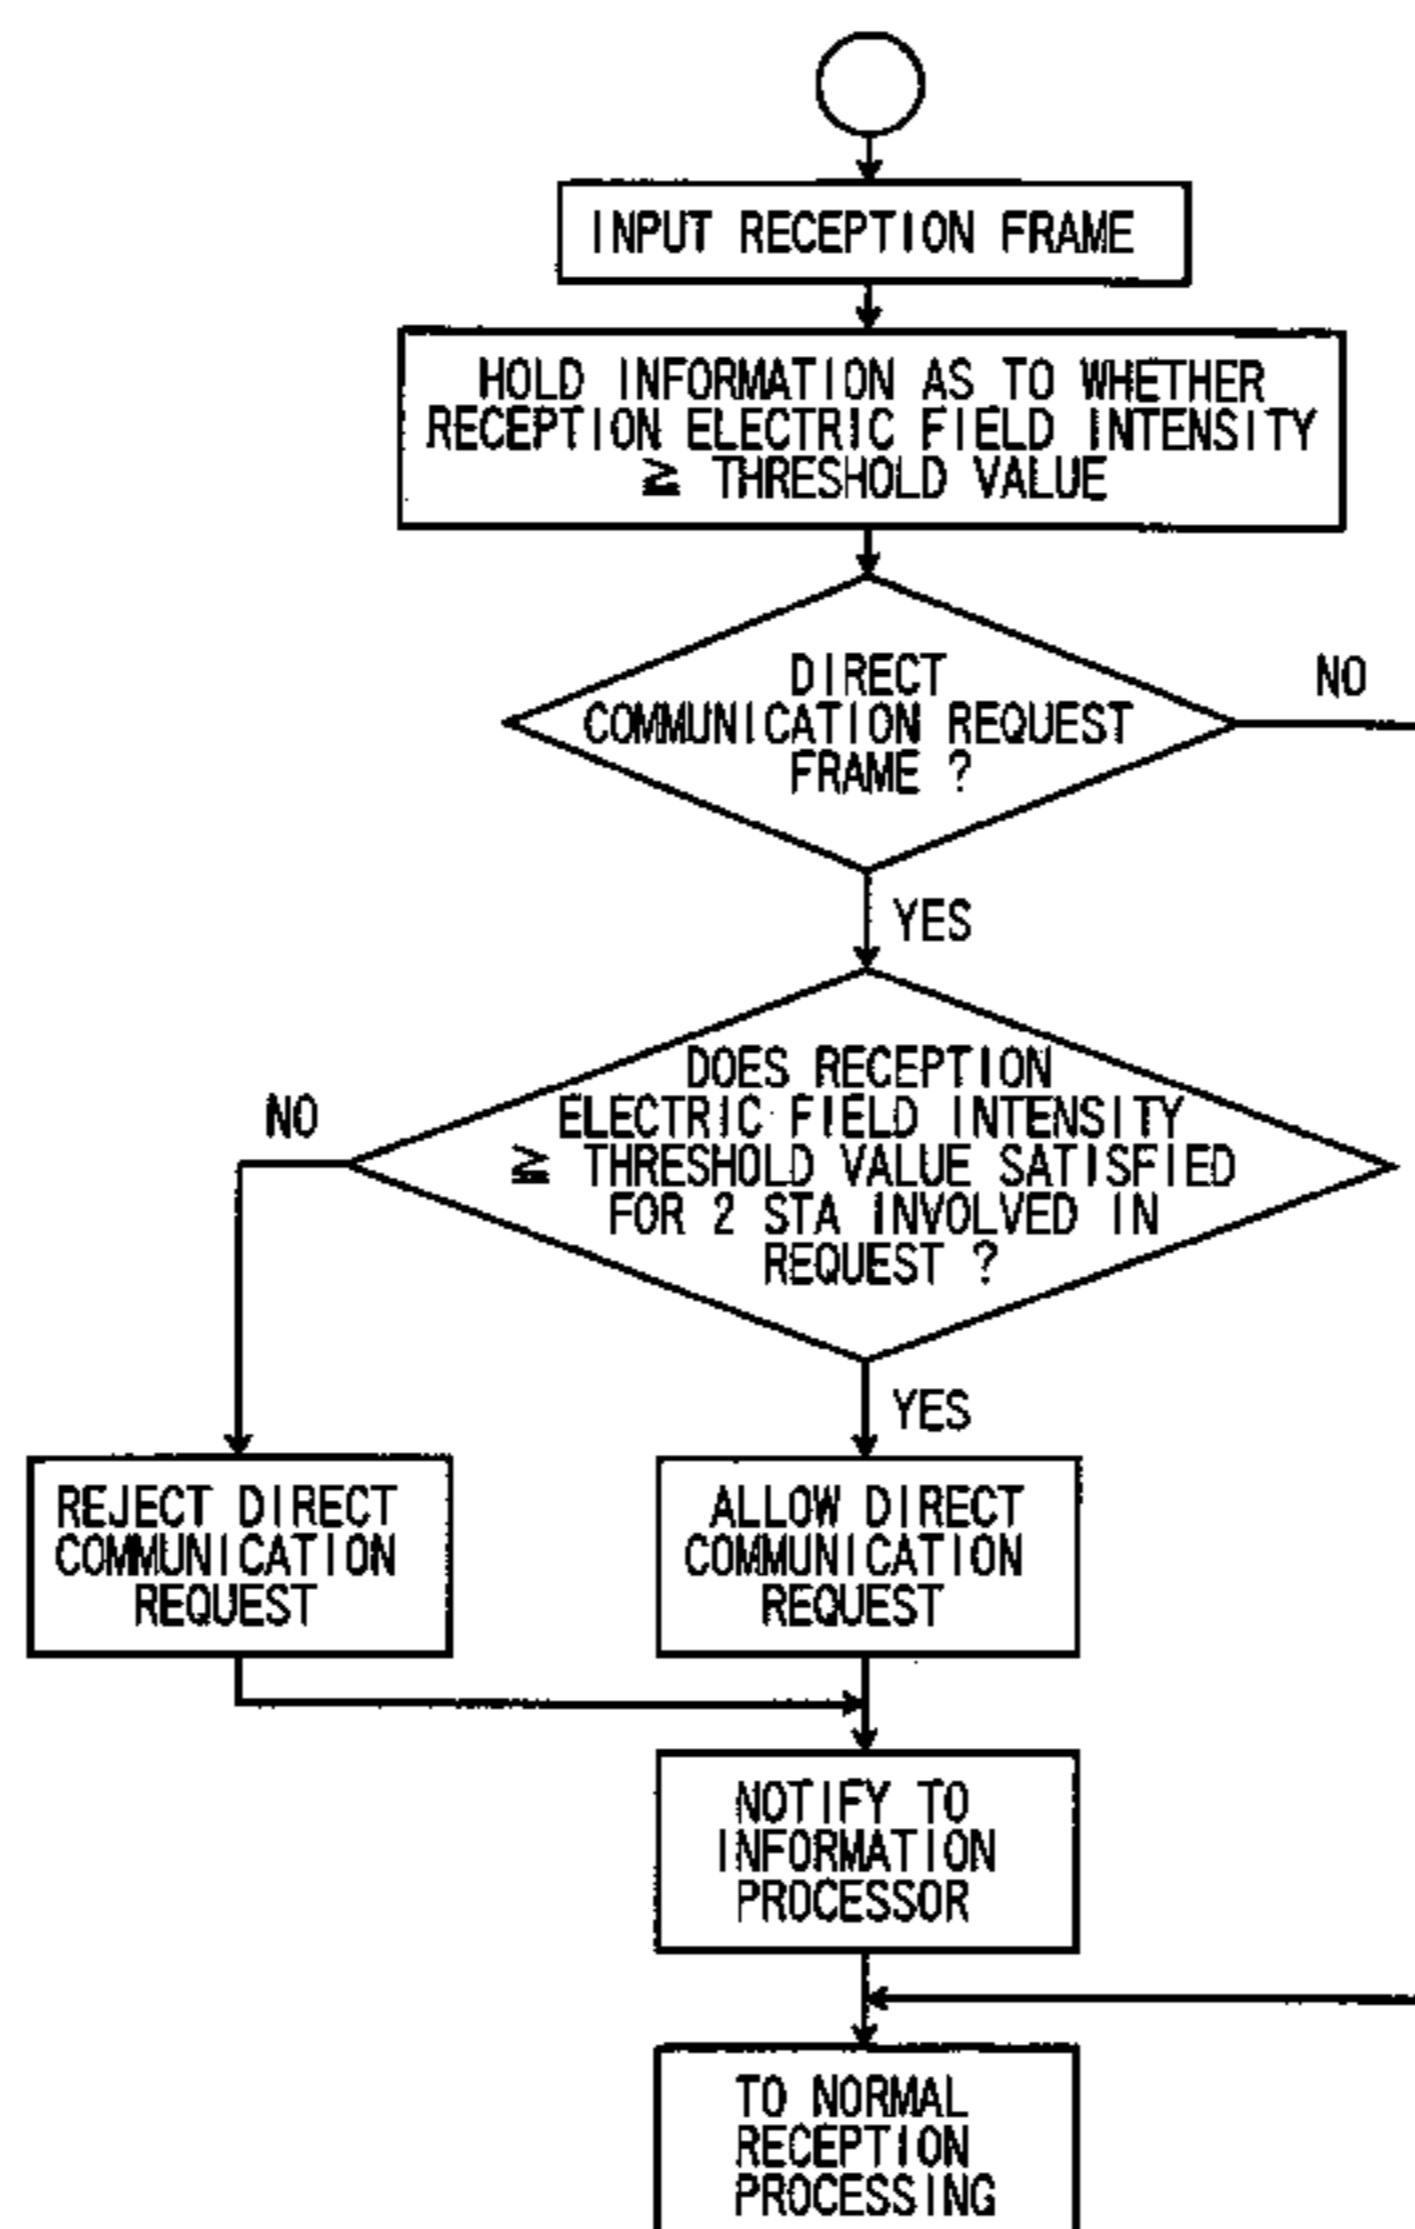 INPUT RECEPTION FRAME
HOLD INFORMATION AS TO WHETHER
RECEPTION ELECTRIC FIELD INTENSITY
≧ THRESHOLD VALUE
DIRECT
COMMUNICATION REQUEST
FRAME ?
NO
YES
DOES RECEPTION
ELECTRIC FIELD INTENSITY
≧ THRESHOLD VALUE SATISFIED
FOR 2 STA INVOLVED IN
REQUEST ?
NO
YES
REJECT DIRECT
COMMUNICATION
REQUEST
ALLOW DIRECT
COMMUNICATION
REQUEST
NOTIFY TO
INFORMATION
PROCESSOR
TO NORMAL
RECEPTION
PROCESSING